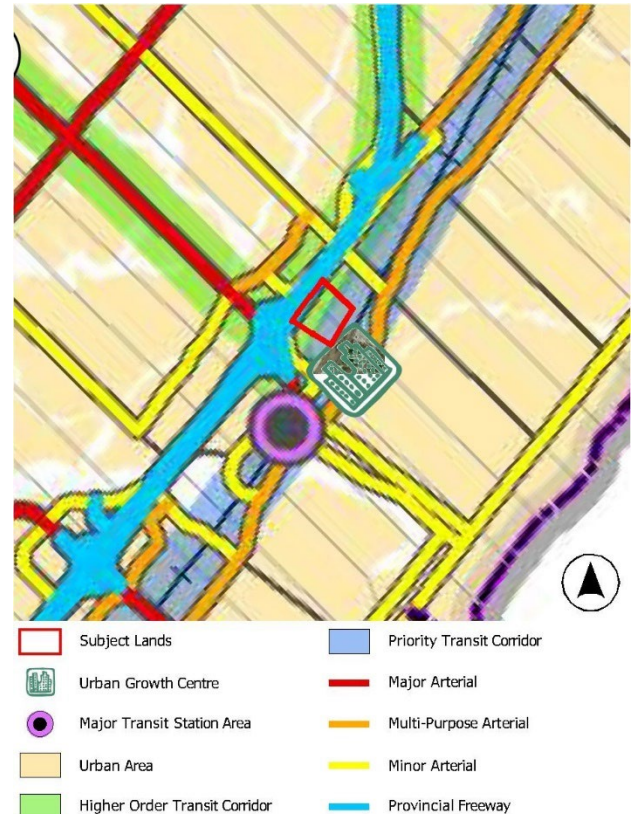 Subject Lands
Urban Growth Centre
Major Transit Station Area
Urban Area
Higher Order Transit Corridor
Priority Transit Corridor
Major Arterial
Multi-Purpose Arterial
Minor Arterial
Provincial Freeway